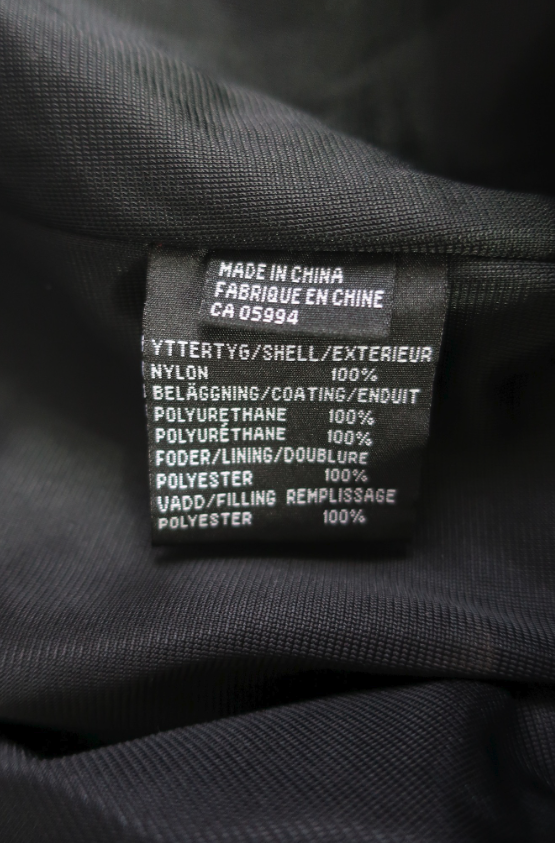 MADE IN CHINA
FABRIQUE EN CHINE
CA 05994
YTTERTYG/SHELL/EXTERIEUR
NYLON 100%
BELÄGGNING/COATING/ENDUIT
POLYURETHANE 100%
POLYURÉTHANE 100%
FODER/LINING/DOUBLURE
POLYESTER 100%
VADD/FILLING REMPLISSAGE
POLYESTER 100%